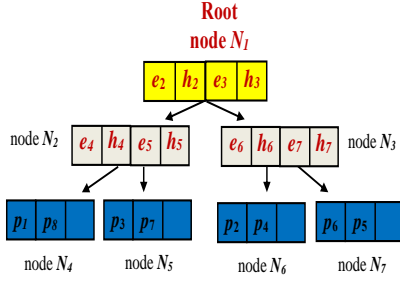 Root
node N1
e2 h2 e3 h3
node N2 e4 h4 e5 h5 e6 h6 e7 h7 node N3
p1 p8 p3 p7 p2 p4 p6 p5
node N4 node N5 node N6 node N7